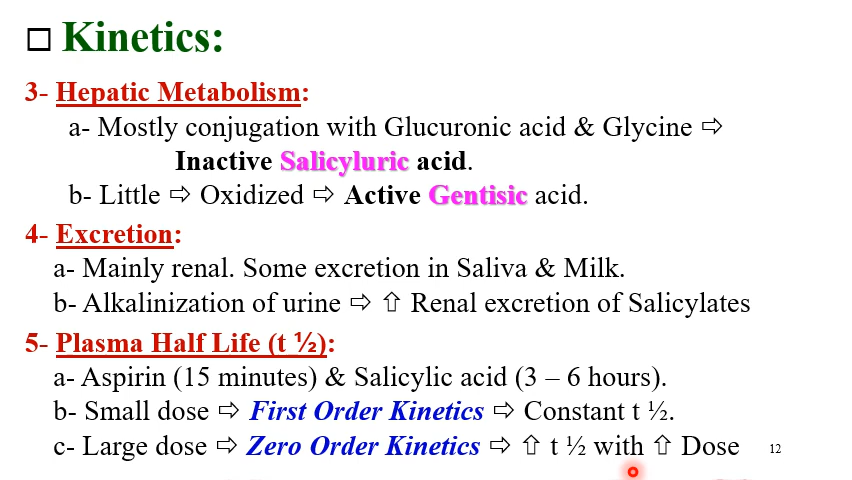 □ Kinetics:
3- Hepatic Metabolism:
a- Mostly conjugation with Glucuronic acid & Glycine ⇨
Inactive Salicyluric acid.
b- Little ⇨ Oxidized ⇨ Active Gentisic acid.
4- Excretion:
a- Mainly renal. Some excretion in Saliva & Milk.
b- Alkalinization of urine ⇨ ⇧ Renal excretion of Salicylates
5- Plasma Half Life (t ½):
a- Aspirin (15 minutes) & Salicylic acid (3 – 6 hours).
b- Small dose ⇨ First Order Kinetics ⇨ Constant t ½.
c- Large dose ⇨ Zero Order Kinetics ⇨ ⇧ t ½ with ⇧ Dose
12